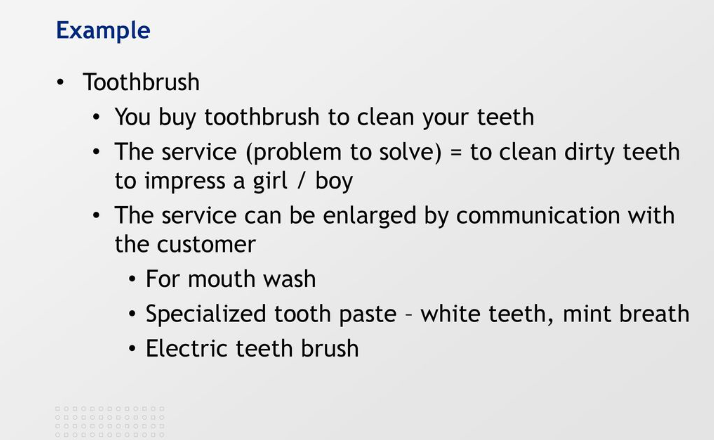 Example
• Toothbrush
• You buy toothbrush to clean your teeth
• The service (problem to solve) = to clean dirty teeth
to impress a girl / boy
• The service can be enlarged by communication with
the customer
• For mouth wash
• Specialized tooth paste – white teeth, mint breath
• Electric teeth brush